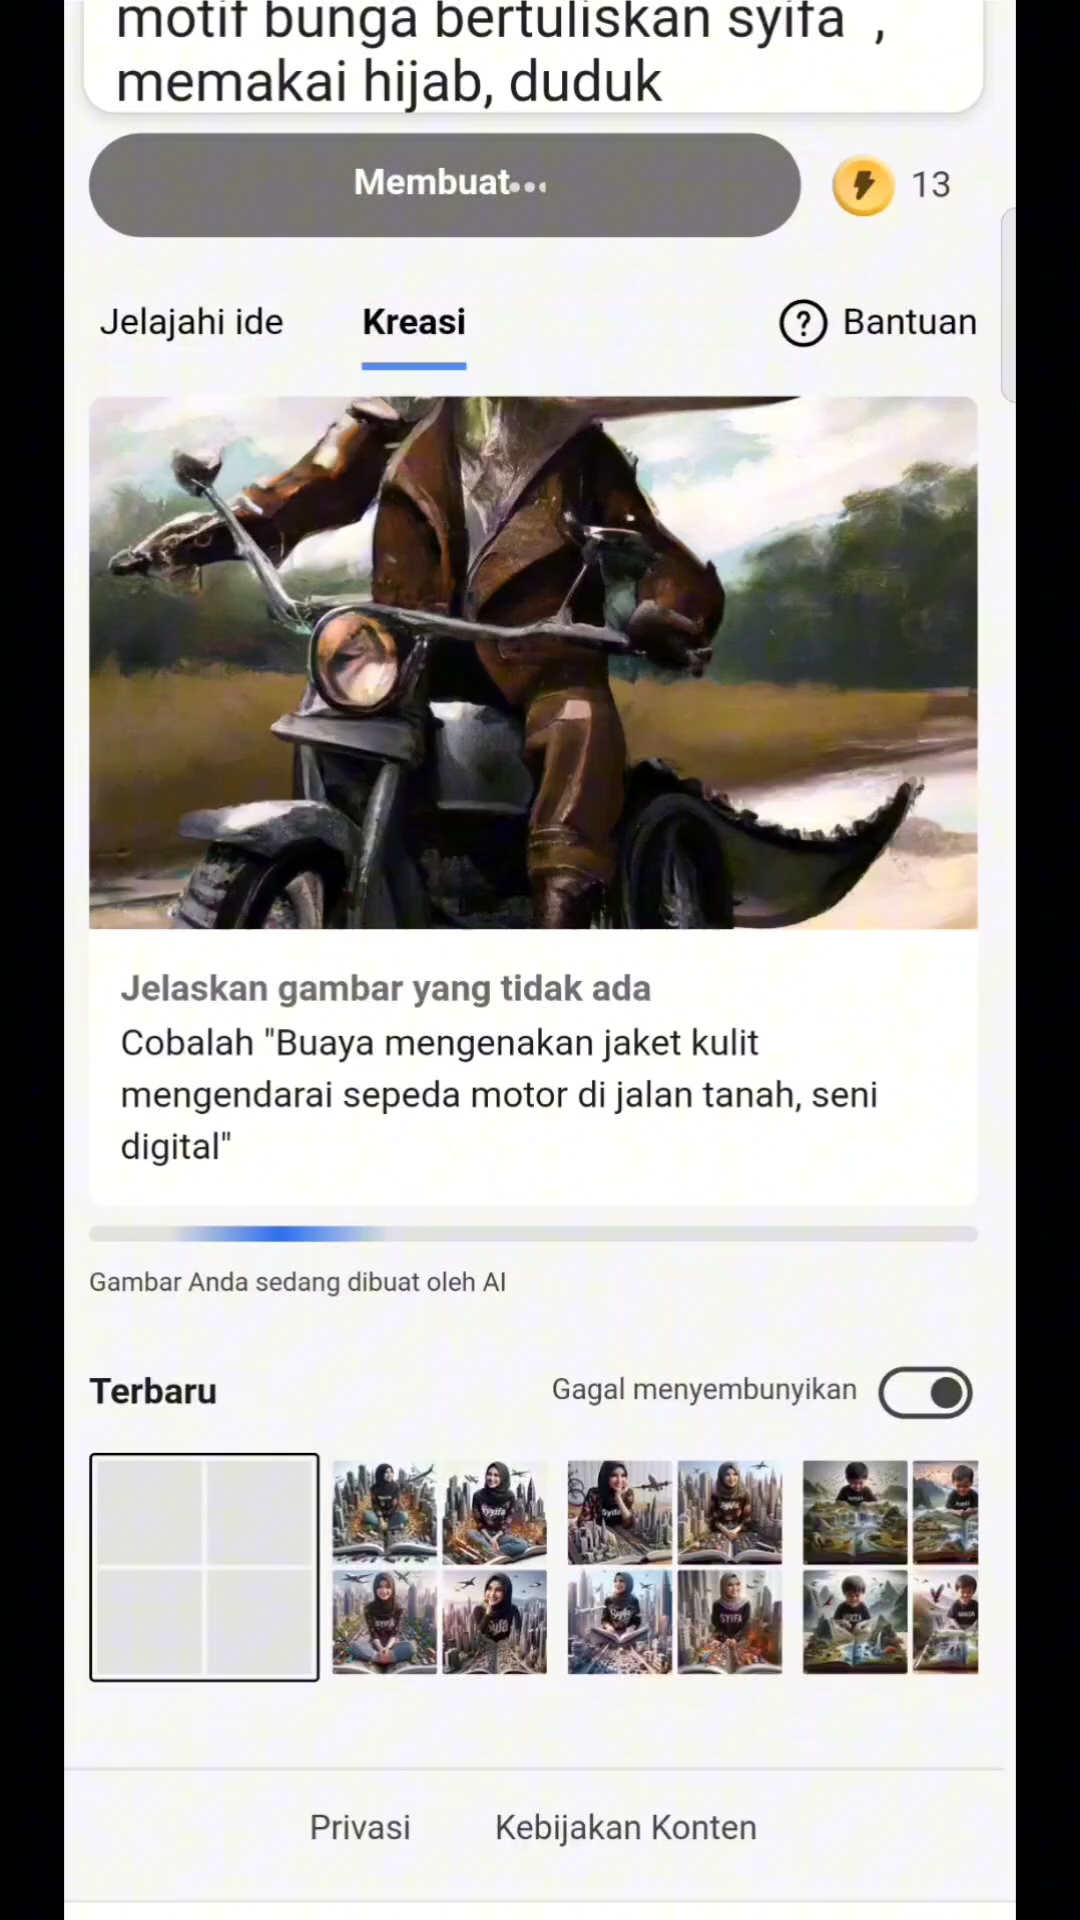 motif bunga bertuliskan syifa ,
memakai hijab, duduk
Membuat...
13
Jelajahi ide
Kreasi
Bantuan
Jelaskan gambar yang tidak ada
Cobalah "Buaya mengenakan jaket kulit
mengendarai sepeda motor di jalan tanah, seni
digital"
Gambar Anda sedang dibuat oleh AI
Terbaru
Gagal menyembunyikan
Privasi
Kebijakan Konten